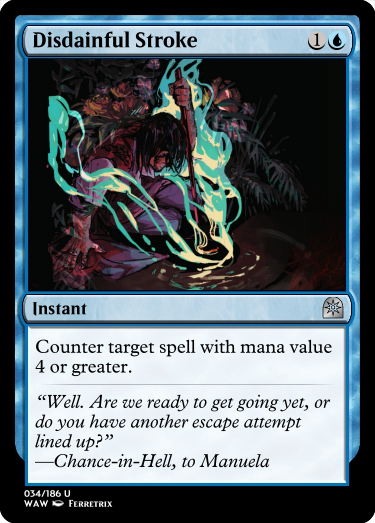 Disdainful Stroke 1
Instant
Counter target spell with mana value
4 or greater.
“Well. Are we ready to get going yet, or
do you have another escape attempt
lined up?”
—Chance-in-Hell, to Manuela
034/186 U
WAW Ferretrix